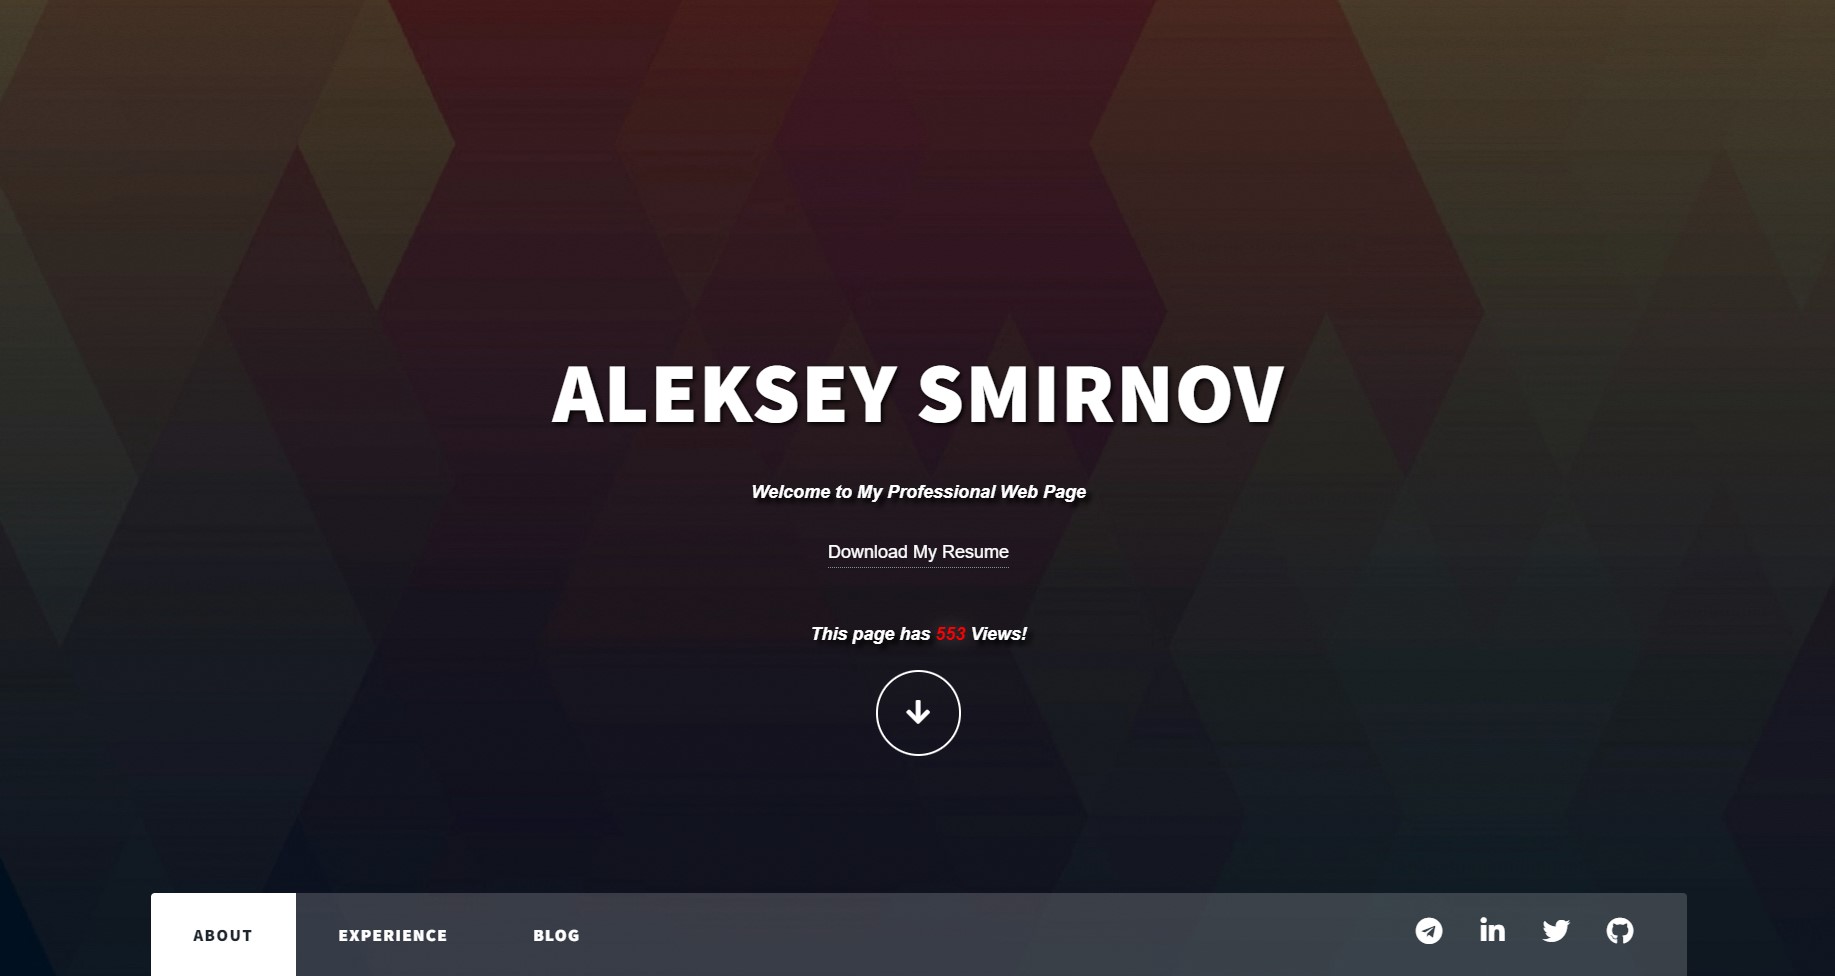 ALEKSEY SMIRNOV
Welcome to My Professional Web Page
Download My Resume
This page has 553 Views!
ABOUT EXPERIENCE BLOG